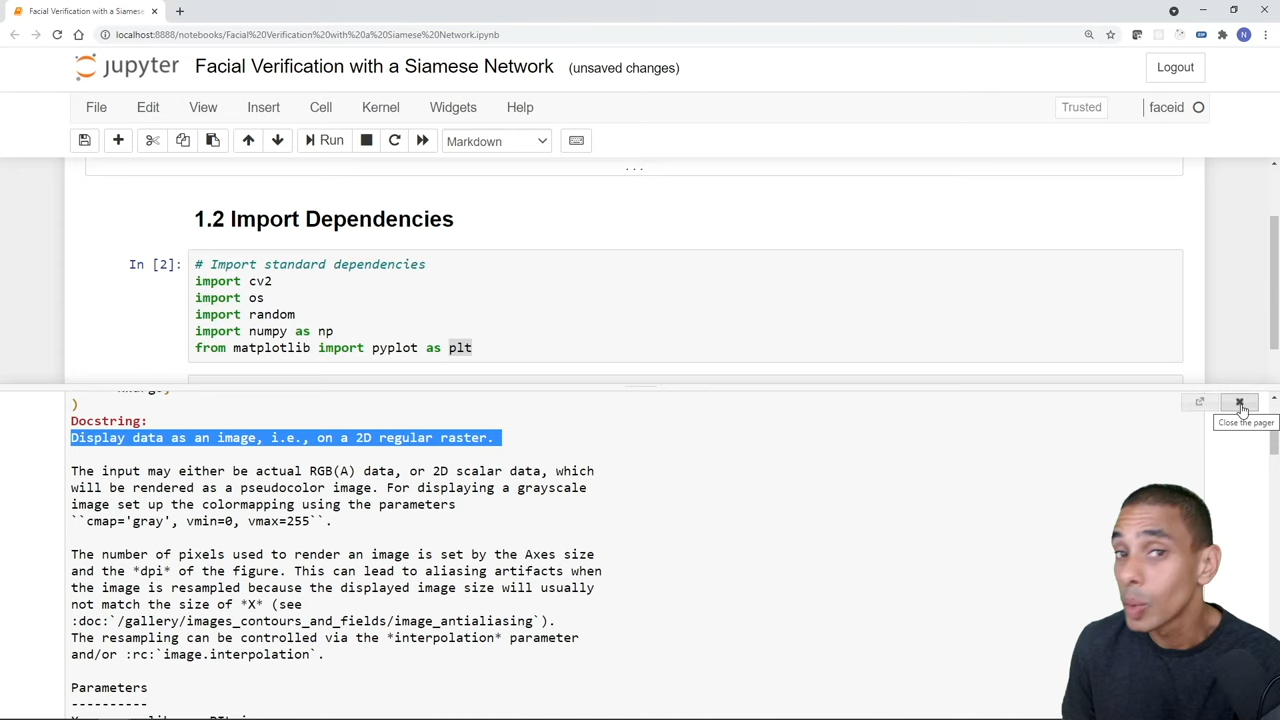 Facial Verification with a Siamese
localhost:8888/notebooks/Facial%20Verification%20with%20a%20Siamese%20Network.ipynb
N
jupyter Facial Verification with a Siamese Network (unsaved changes)
Logout
File Edit View Insert Cell Kernel Widgets Help
Trusted
faceid
Run
Markdown
...
1.2 Import Dependencies
In [2]: # Import standard dependencies
import cv2
import os
import random
import numpy as np
from matplotlib import pyplot as plt
)
Docstring:
Display data as an image, i.e., on a 2D regular raster.
Close the pager
The input may either be actual RGB(A) data, or 2D scalar data, which
will be rendered as a pseudocolor image. For displaying a grayscale
image set up the colormapping using the parameters
``cmap='gray', vmin=0, vmax=255``.
The number of pixels used to render an image is set by the Axes size
and the *dpi* of the figure. This can lead to aliasing artifacts when
the image is resampled because the displayed image size will usually
not match the size of *X* (see
:doc:`/gallery/images_contours_and_fields/image_antialiasing`).
The resampling can be controlled via the *interpolation* parameter
and/or :rc:`image.interpolation`.
Parameters
----------